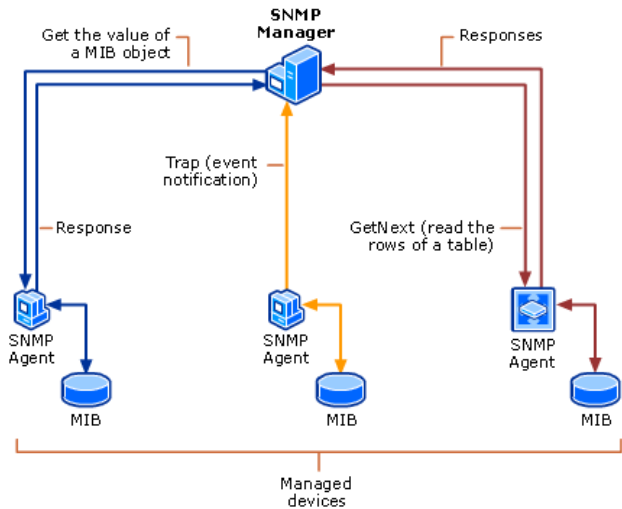 SNMP
Manager
Get the value of
a MIB object
Responses
Trap (event
notification)
Response
GetNext (read the
rows of a table)
SNMP
Agent
SNMP
Agent
SNMP
Agent
MIB
MIB
MIB
Managed
devices